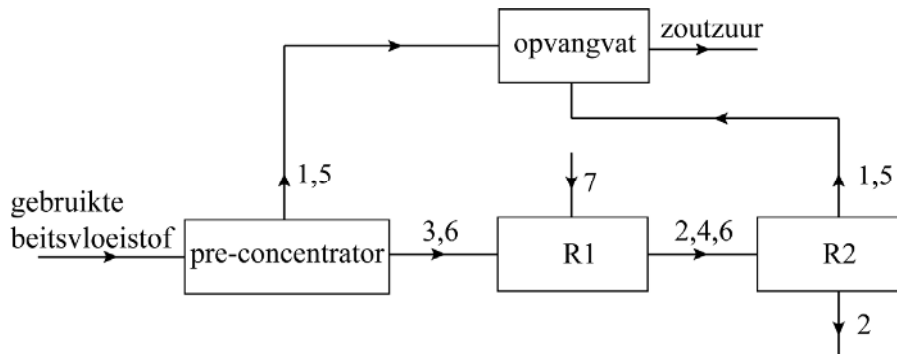 opvangvat
zoutzuur
1,5
7
1,5
gebruikte
beitsvloeistof
pre-concentrator
3,6
R1
2,4,6
R2
2